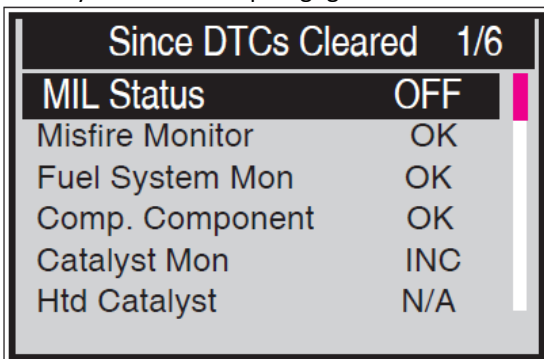 Since DTCs Cleared 1/6
MIL Status OFF
Misfire Monitor OK
Fuel System Mon OK
Comp. Component OK
Catalyst Mon INC
Htd Catalyst N/A